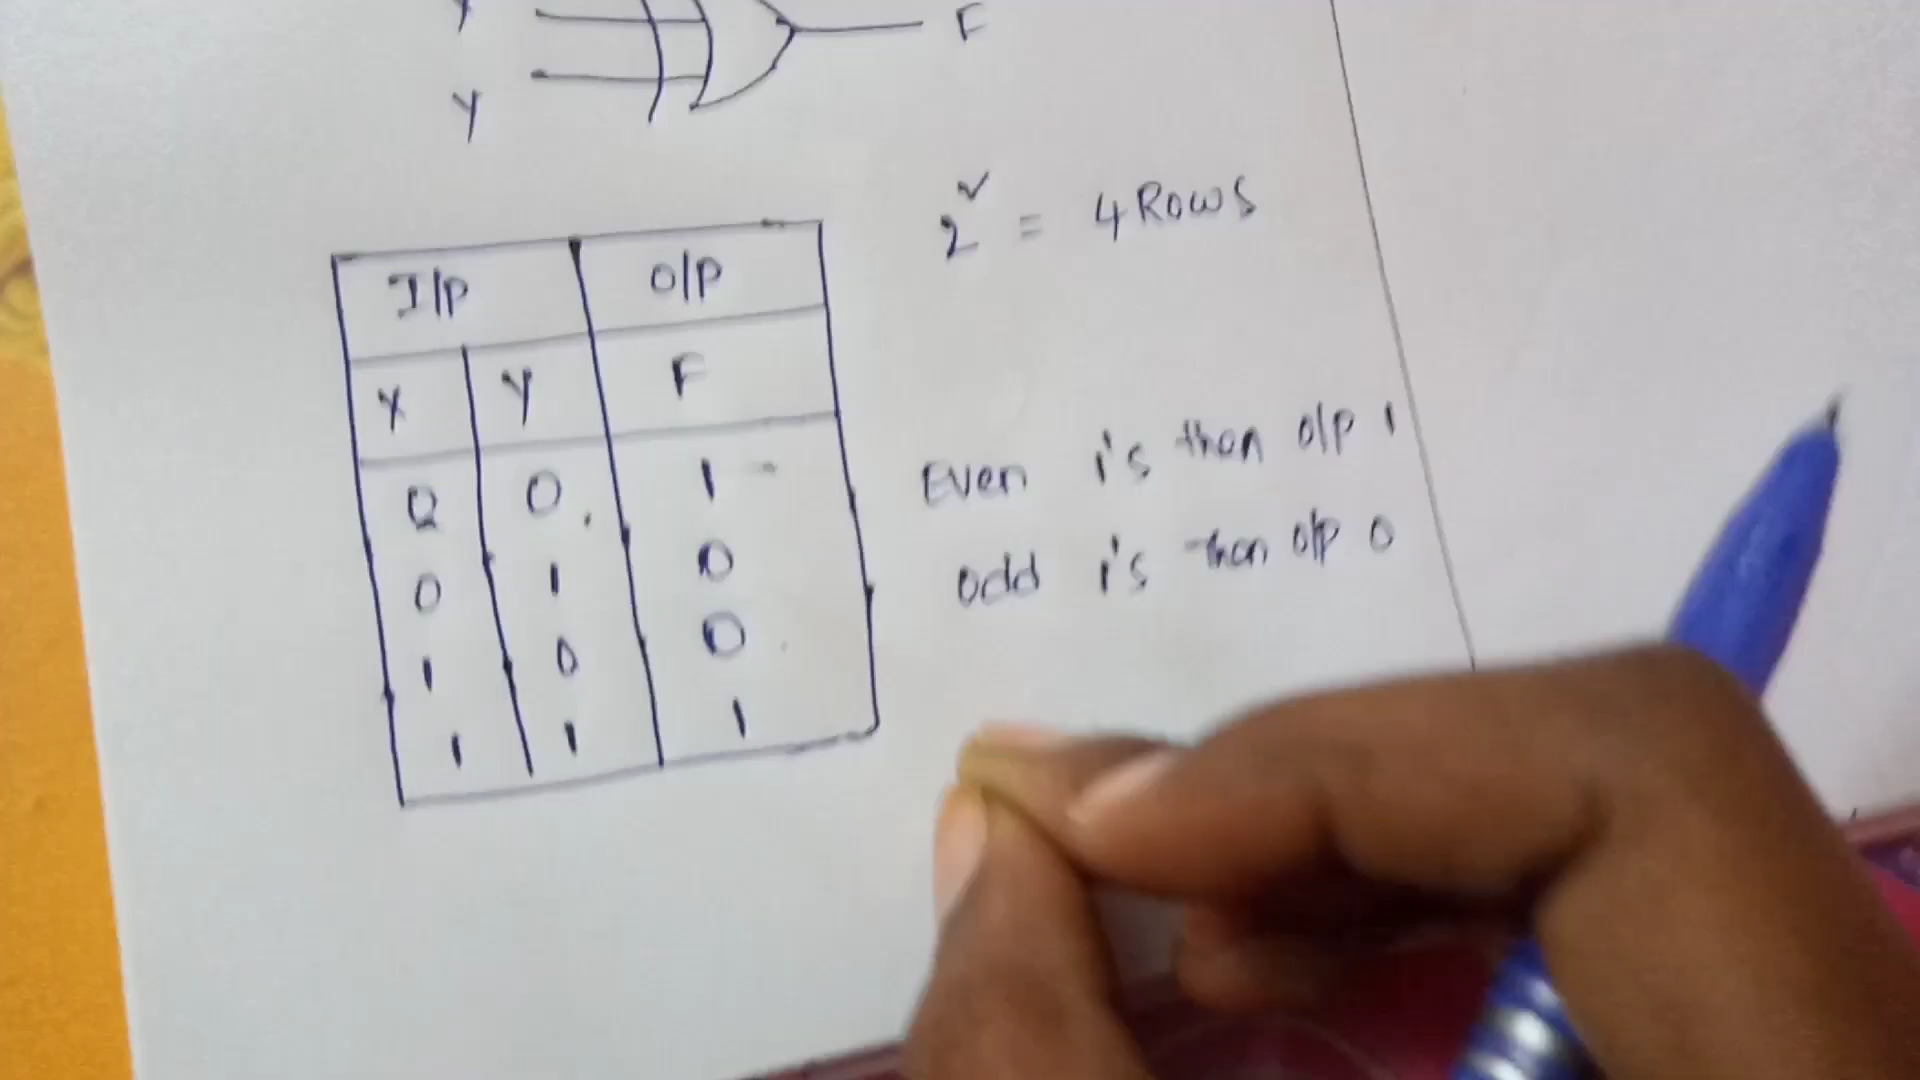 F
Y
2² = 4 Rows
I/P O/P
X Y F
0 0 1
0 1 0
1 0 0
1 1 1
Even 1's then O/P 1
odd 1's then O/P 0